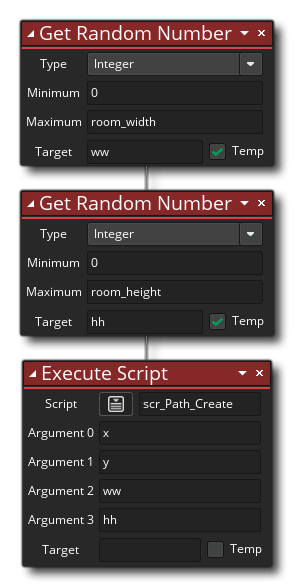 Get Random Number
Type Integer
Minimum 0
Maximum room_width
Target ww Temp
Get Random Number
Type Integer
Minimum 0
Maximum room_height
Target hh Temp
Execute Script
Script scr_Path_Create
Argument 0 x
Argument 1 y
Argument 2 ww
Argument 3 hh
Target Temp